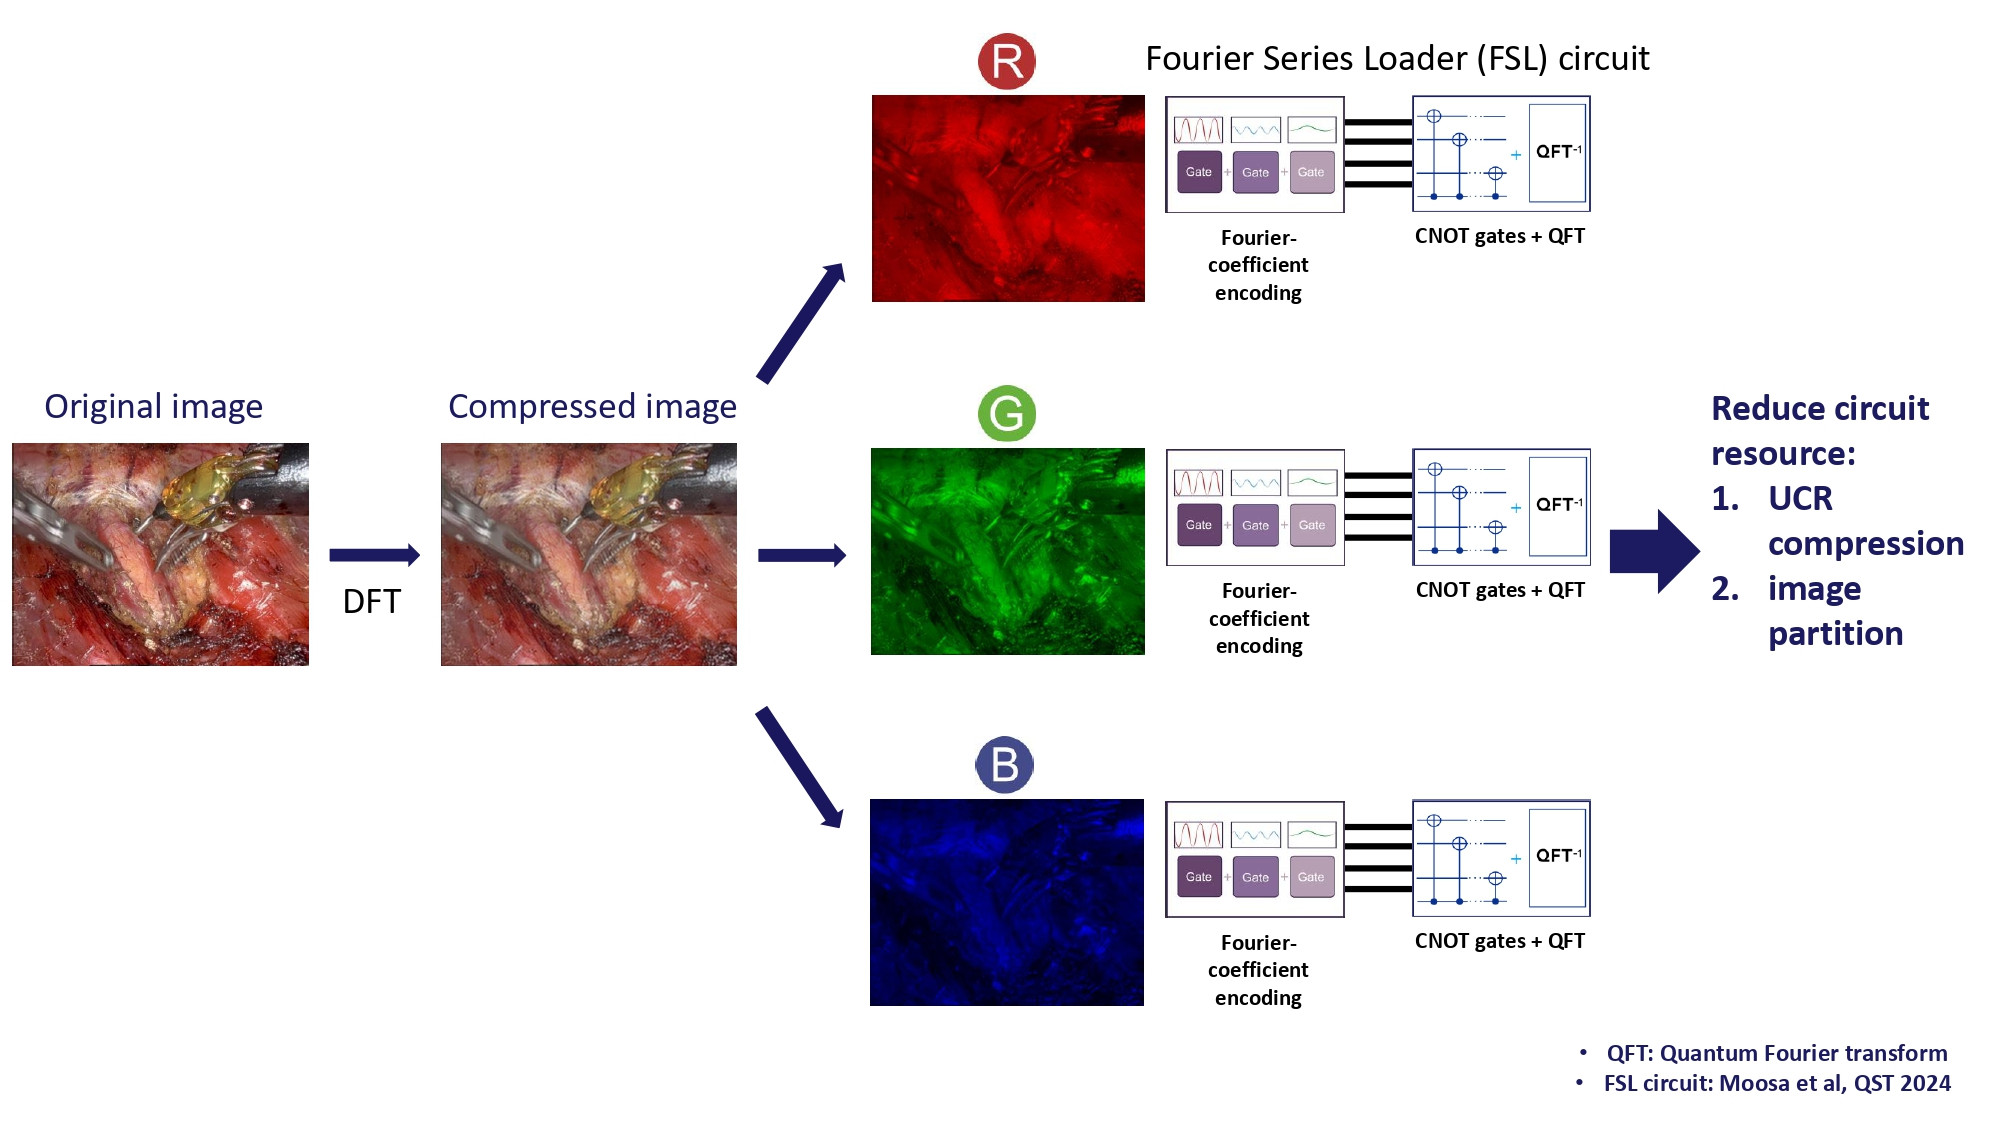 R
Fourier Series Loader (FSL) circuit
Gate + Gate + Gate
+ QFT-1
Fourier-
coefficient
encoding
CNOT gates + QFT
Original image
DFT
Compressed image
G
Gate + Gate + Gate
+ QFT-1
Fourier-
coefficient
encoding
CNOT gates + QFT
Reduce circuit
resource:
1. UCR
compression
2. image
partition
B
Gate + Gate + Gate
+ QFT-1
Fourier-
coefficient
encoding
CNOT gates + QFT
• QFT: Quantum Fourier transform
• FSL circuit: Moosa et al, QST 2024